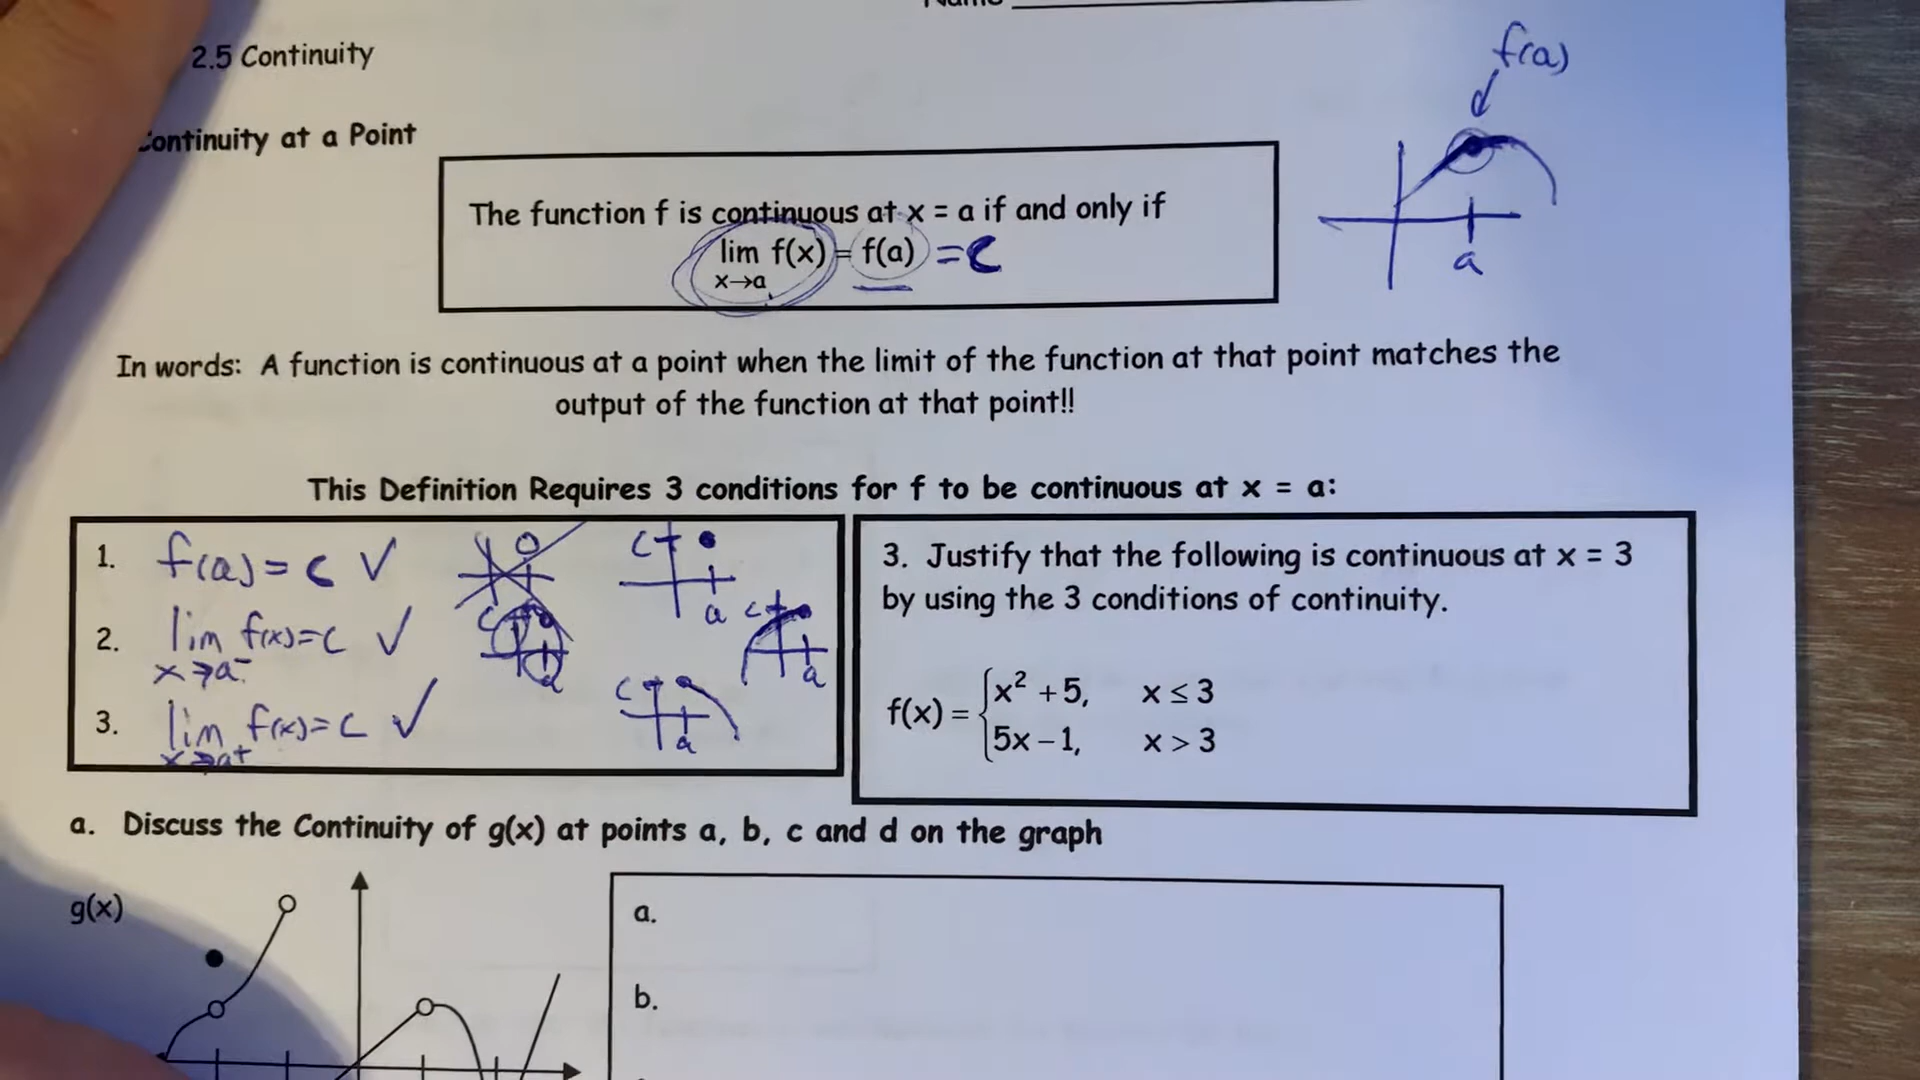 2.5 Continuity
f(a)
Continuity at a Point
The function f is continuous at x = a if and only if
lim f(x) = f(a) = C
x→a
a
In words: A function is continuous at a point when the limit of the function at that point matches the
output of the function at that point!!
This Definition Requires 3 conditions for f to be continuous at x = a:
1. f(a) = c ✓
C
a
2. lim f(x) = c ✓
x→a⁻
C
a
C
a
3. lim f(x) = c ✓
x→a⁺
C
a
3. Justify that the following is continuous at x = 3
by using the 3 conditions of continuity.
f(x) = { x² + 5, x ≤ 3
5x – 1, x > 3
a. Discuss the Continuity of g(x) at points a, b, c and d on the graph
g(x)
a.
b.